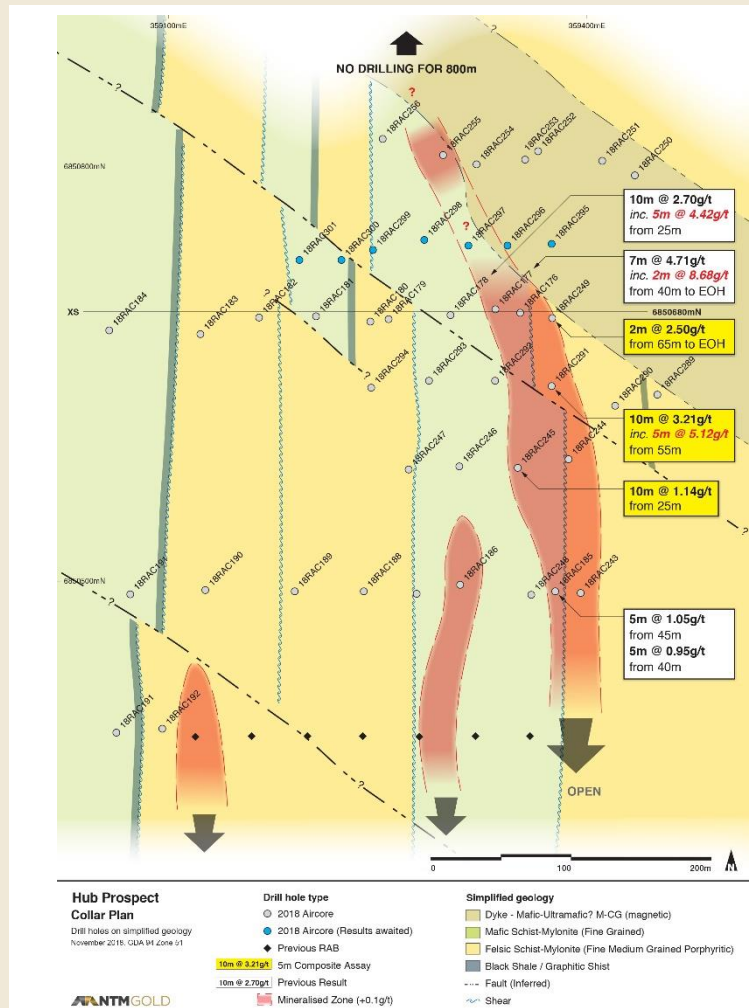 359100mE
359400mE
NO DRILLING FOR 800m
?
?
?
18RAC256
18RAC255
18RAC254
18RAC253
18RAC252
18RAC251
18RAC250
6850800mN
10m @ 2.70g/t
inc. 5m @ 4.42g/t
from 25m
?
18RAC301
18RAC300
18RAC299
18RAC298
18RAC297
18RAC296
18RAC295
7m @ 4.71g/t
inc. 2m @ 8.68g/t
from 40m to EOH
XS
18RAC184
18RAC183
18RAC182
18RAC181
18RAC180
18RAC179
18RAC178
18RAC177
18RAC176
18RAC249
6850680mN
?
?
2m @ 2.50g/t
from 65m to EOH
18RAC294
18RAC293
18RAC292
18RAC291
18RAC290
18RAC289
10m @ 3.21g/t
inc. 5m @ 5.12g/t
from 55m
18RAC247
18RAC246
18RAC245
18RAC244
10m @ 1.14g/t
from 25m
?
6850500mN
18RAC191
18RAC190
18RAC189
18RAC188
18RAC186
18RAC248
18RAC185
18RAC243
?
5m @ 1.05g/t
from 45m
5m @ 0.95g/t
from 40m
18RAC191
18RAC192
OPEN
?
0
100
200m
N
Hub Prospect
Collar Plan
Drill holes on simplified geology
November 2018. GDA 94 Zone 51
NTMGOLD
Drill hole type
2018 Aircore
2018 Aircore (Results awaited)
Previous RAB
10m @ 3.21g/t 5m Composite Assay
10m @ 2.70g/t Previous Result
Mineralised Zone (+0.1g/t)
Simplified geology
Dyke - Mafic-Ultramafic? M-CG (magnetic)
Mafic Schist-Mylonite (Fine Grained)
Felsic Schist-Mylonite (Fine Medium Grained Porphyritic)
Black Shale / Graphitic Shist
Fault (Inferred)
Shear